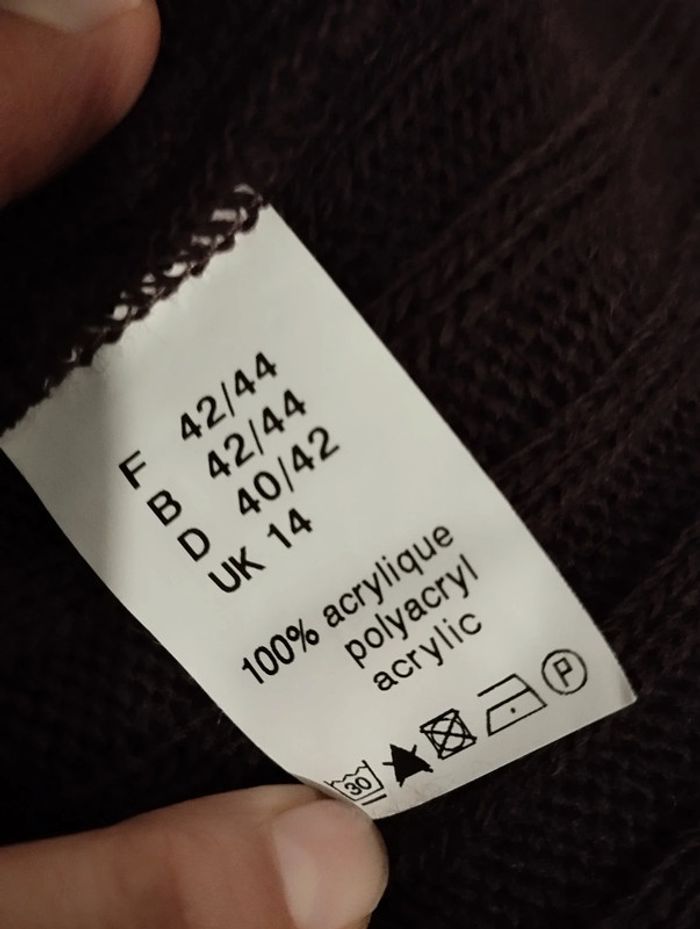 F 42/44
B 42/44
D 40/42
UK 14
100% acrylique
polyacryl
acrylic
30
P